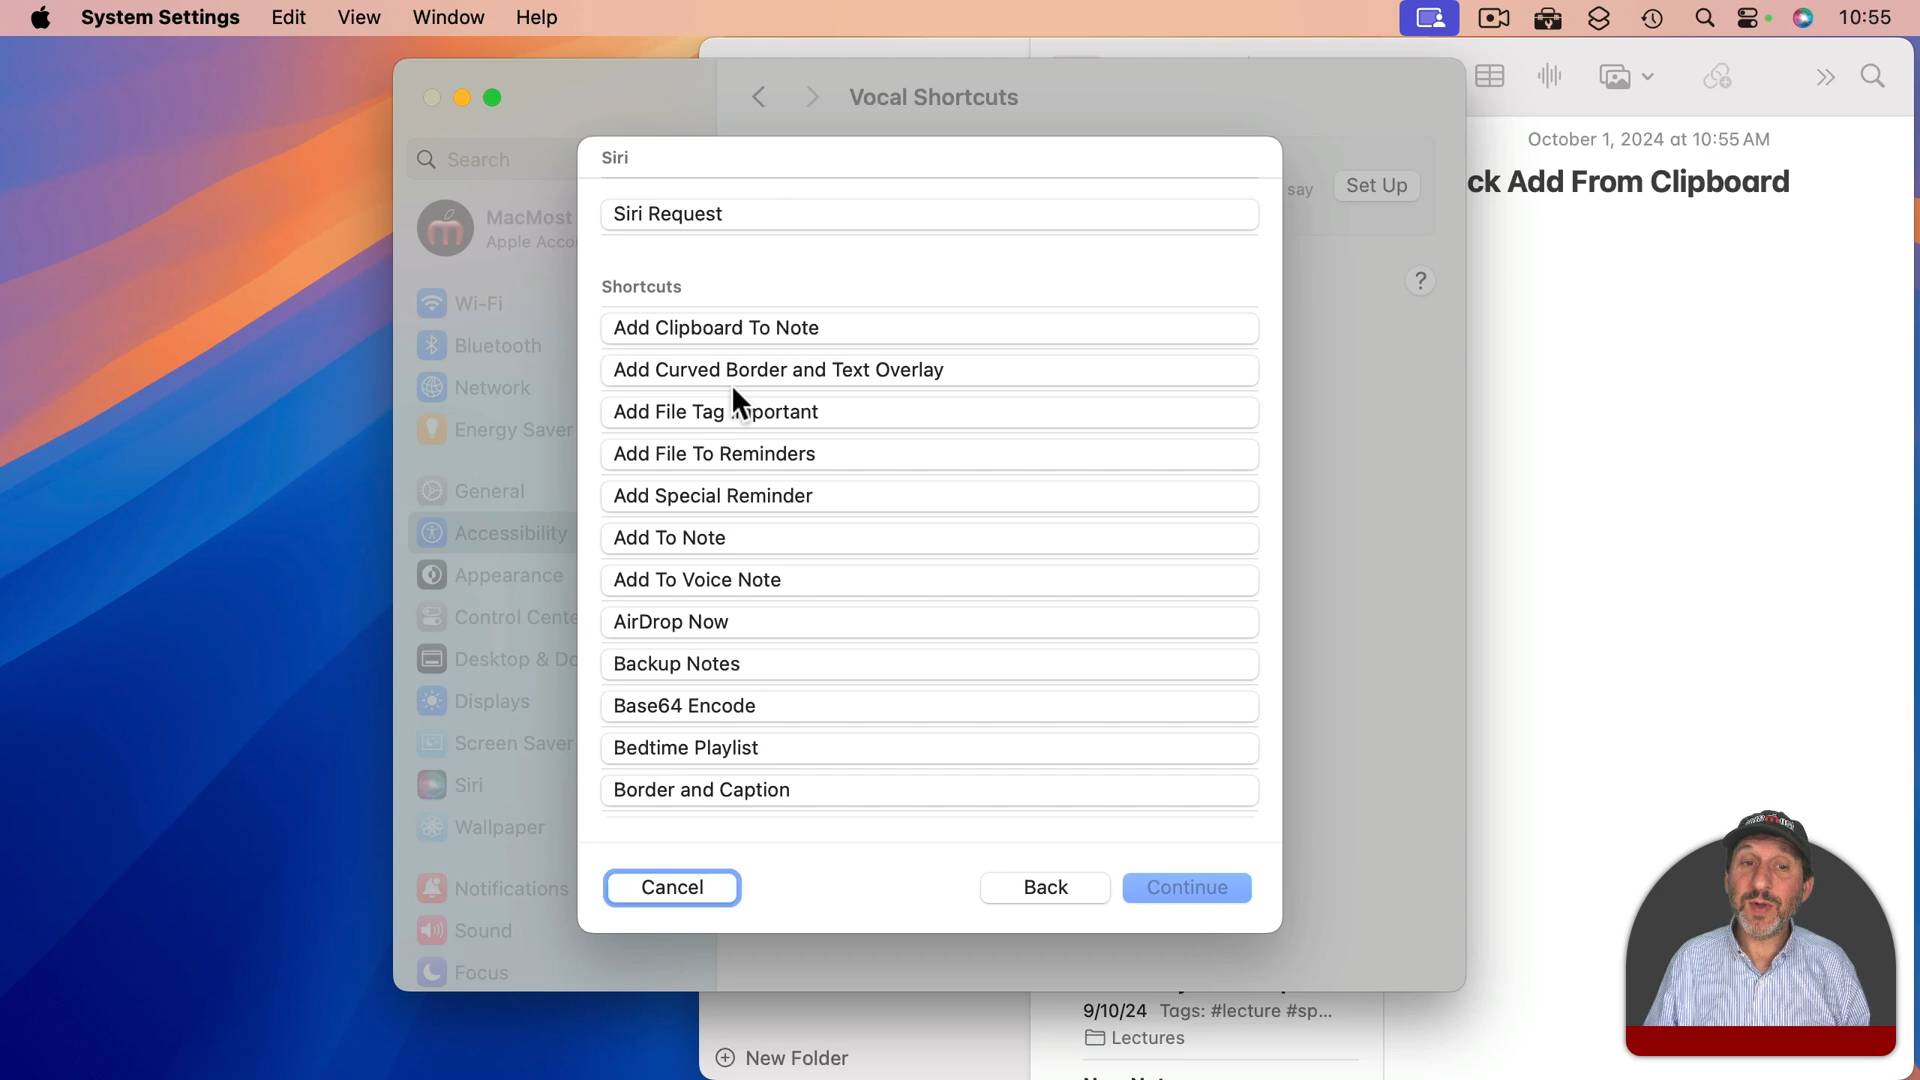 System Settings Edit View Window Help 10:55
Vocal Shortcuts
Search
MacMost
Apple Acco
Wi-Fi
Bluetooth
Network
Energy Saver
General
Accessibility
Appearance
Control Cente
Desktop & Do
Displays
Screen Saver
Siri
Wallpaper
Notifications
Sound
Focus
Siri
Siri Request
Shortcuts
Add Clipboard To Note
Add Curved Border and Text Overlay
Add File Tag Important
Add File To Reminders
Add Special Reminder
Add To Note
Add To Voice Note
AirDrop Now
Backup Notes
Base64 Encode
Bedtime Playlist
Border and Caption
Cancel Back Continue
say Set Up
?
October 1, 2024 at 10:55 AM
ck Add From Clipboard
9/10/24 Tags: #lecture #sp...
Lectures
New Folder